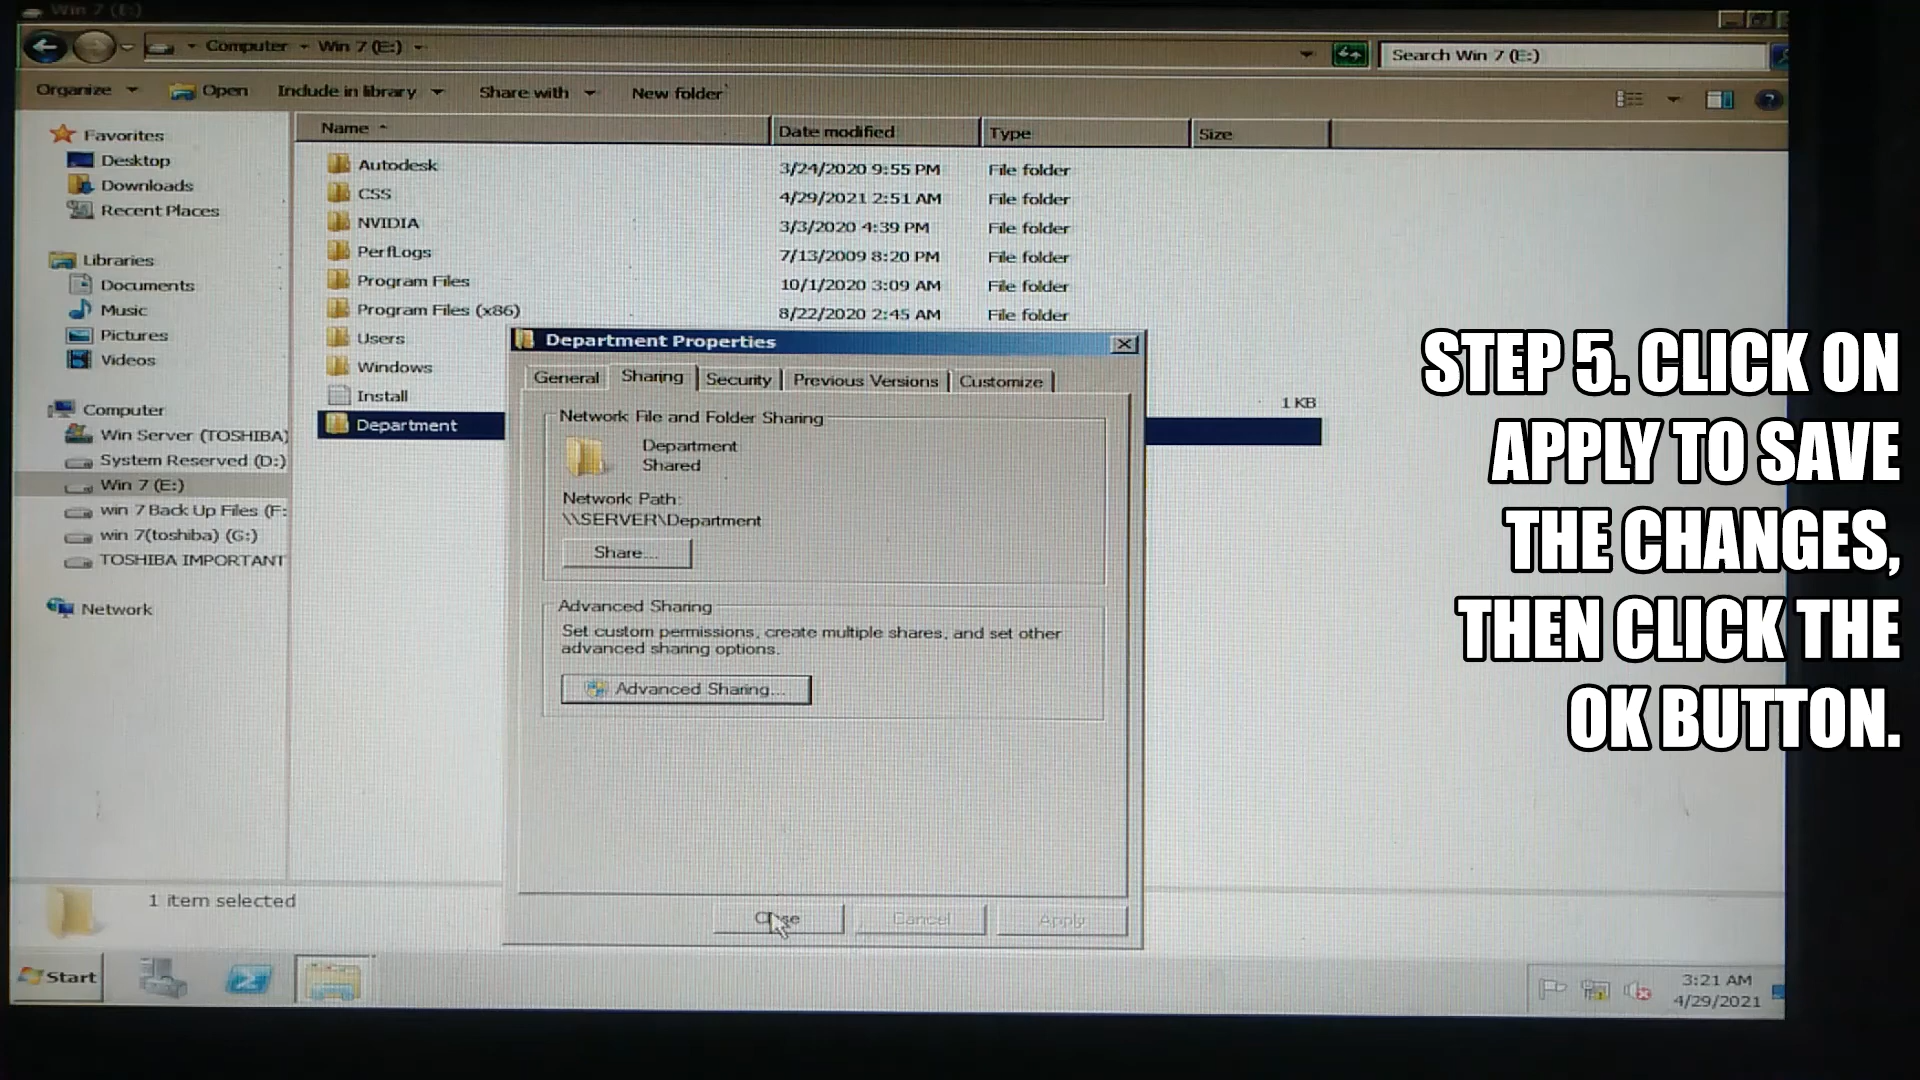 Win 7 (E:)
Computer Win 7 (E:)
Search Win 7 (E:)
Organize Open Include in library Share with New folder
Name Date modified Type Size
Favorites
Desktop
Downloads
Recent Places
Libraries
Documents
Music
Pictures
Videos
Computer
Win Server (TOSHIBA)
System Reserved (D:)
Win 7 (E:)
win 7 Back Up Files (F:
win 7(toshiba) (G:)
TOSHIBA IMPORTANT
Network
Autodesk 3/24/2020 9:55 PM File folder
CSS 4/29/2021 2:51 AM File folder
NVIDIA 3/3/2020 4:39 PM File folder
PerfLogs 7/13/2009 8:20 PM File folder
Program Files 10/1/2020 3:09 AM File folder
Program Files (x86) 8/22/2020 2:45 AM File folder
Users
Windows
Install 1 KB
Department
Department Properties
General Sharing Security Previous Versions Customize
Network File and Folder Sharing
Department
Shared
Network Path:
\\SERVER\Department
Share...
Advanced Sharing
Set custom permissions, create multiple shares, and set other
advanced sharing options.
Advanced Sharing...
Close Cancel Apply
1 item selected
Start
3:21 AM
4/29/2021
STEP 5. CLICK ON
APPLY TO SAVE
THE CHANGES,
THEN CLICK THE
OK BUTTON.